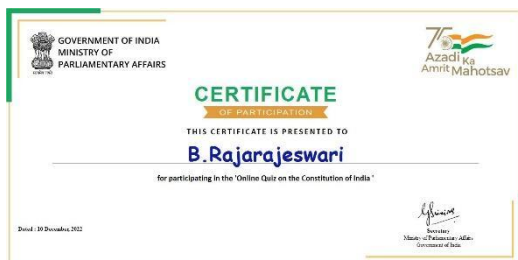 GOVERNMENT OF INDIA
MINISTRY OF
PARLIAMENTARY AFFAIRS
75
Azadi Ka
Amrit Mahotsav
CERTIFICATE
OF PARTICIPATION
THIS CERTIFICATE IS PRESENTED TO
B.Rajarajeswari
for participating in the 'Online Quiz on the Constitution of India '
Dated : 10 December, 2022
Secretary
Ministry of Parliamentary Affairs
Government of India